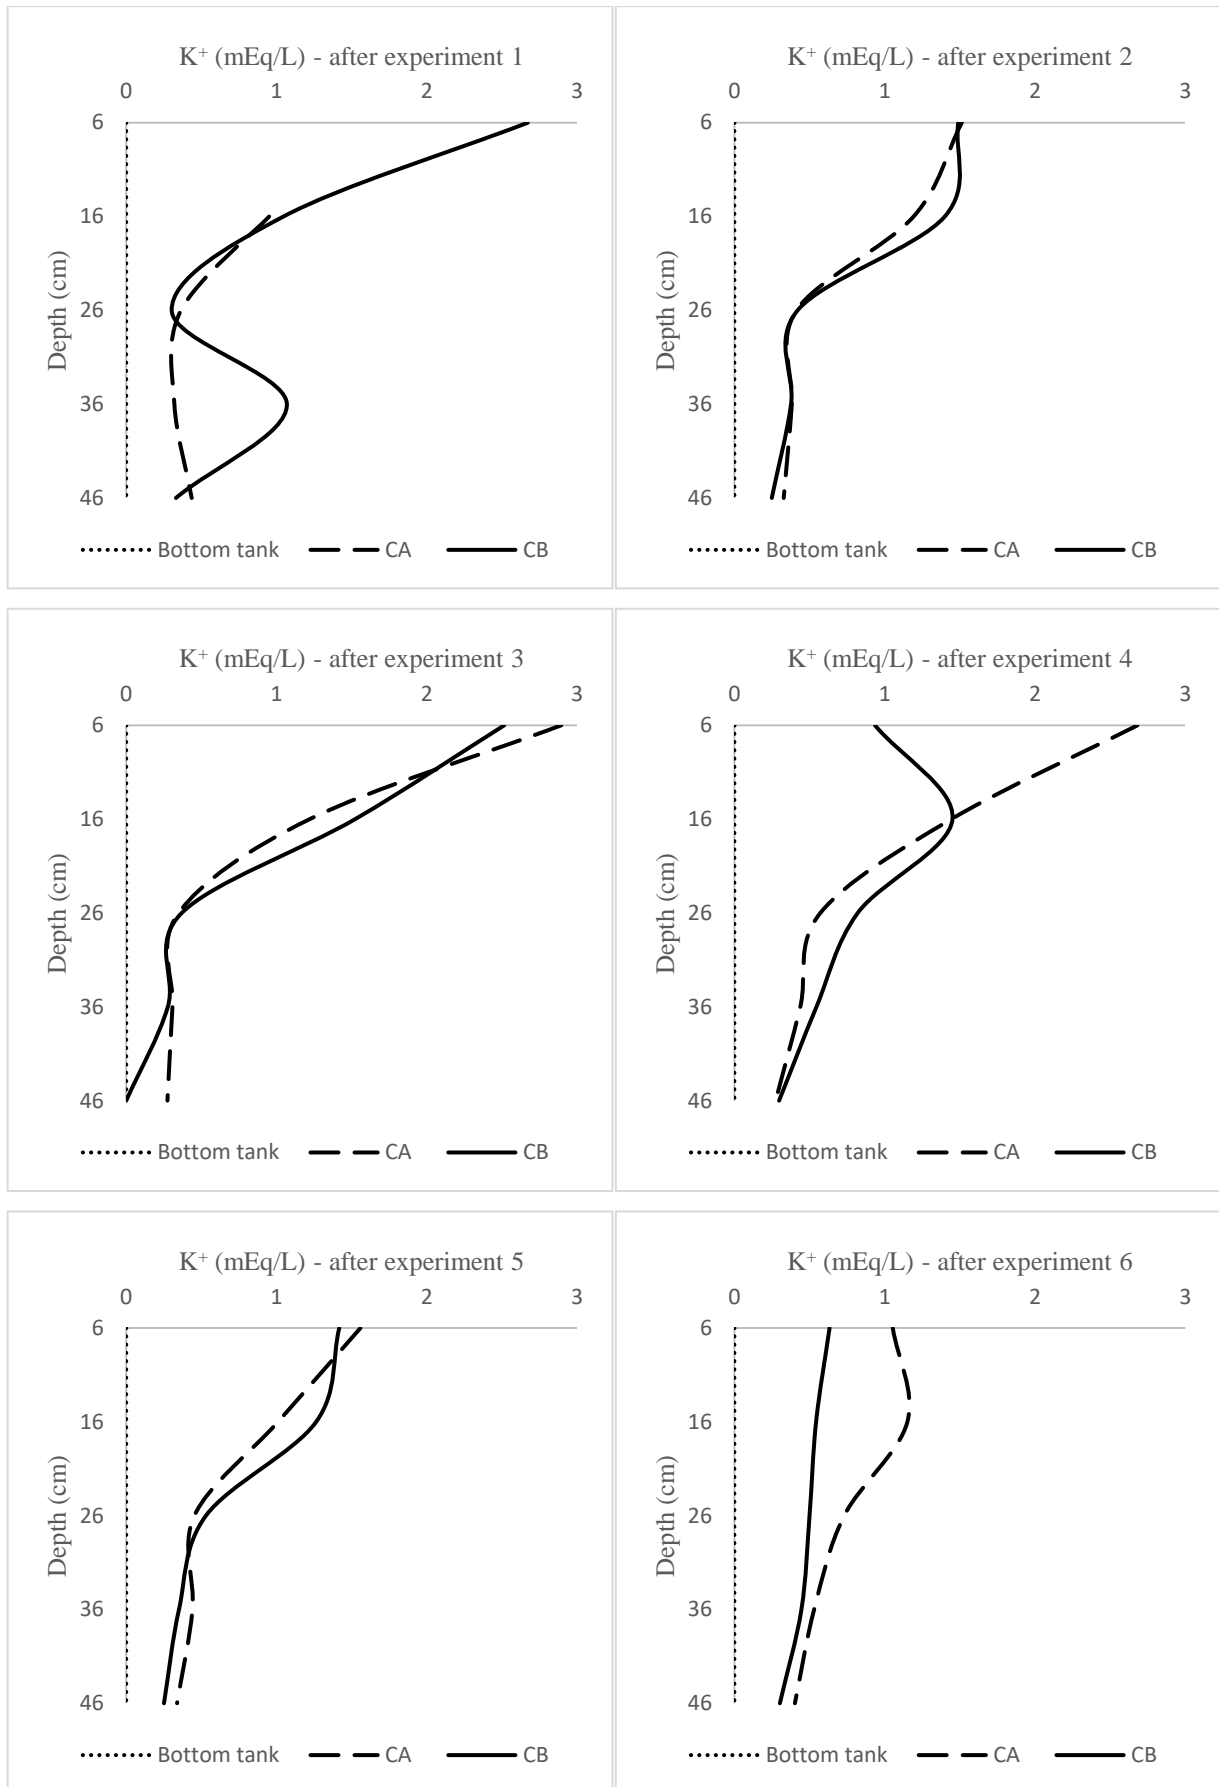 K⁺ (mEq/L) - after experiment 1
0 1 2 3
6
16
26
36
46
Depth (cm)
Bottom tank CA CB
K⁺ (mEq/L) - after experiment 2
0 1 2 3
6
16
26
36
46
Depth (cm)
Bottom tank CA CB
K⁺ (mEq/L) - after experiment 3
0 1 2 3
6
16
26
36
46
Depth (cm)
Bottom tank CA CB
K⁺ (mEq/L) - after experiment 4
0 1 2 3
6
16
26
36
46
Depth (cm)
Bottom tank CA CB
K⁺ (mEq/L) - after experiment 5
0 1 2 3
6
16
26
36
46
Depth (cm)
Bottom tank CA CB
K⁺ (mEq/L) - after experiment 6
0 1 2 3
6
16
26
36
46
Depth (cm)
Bottom tank CA CB